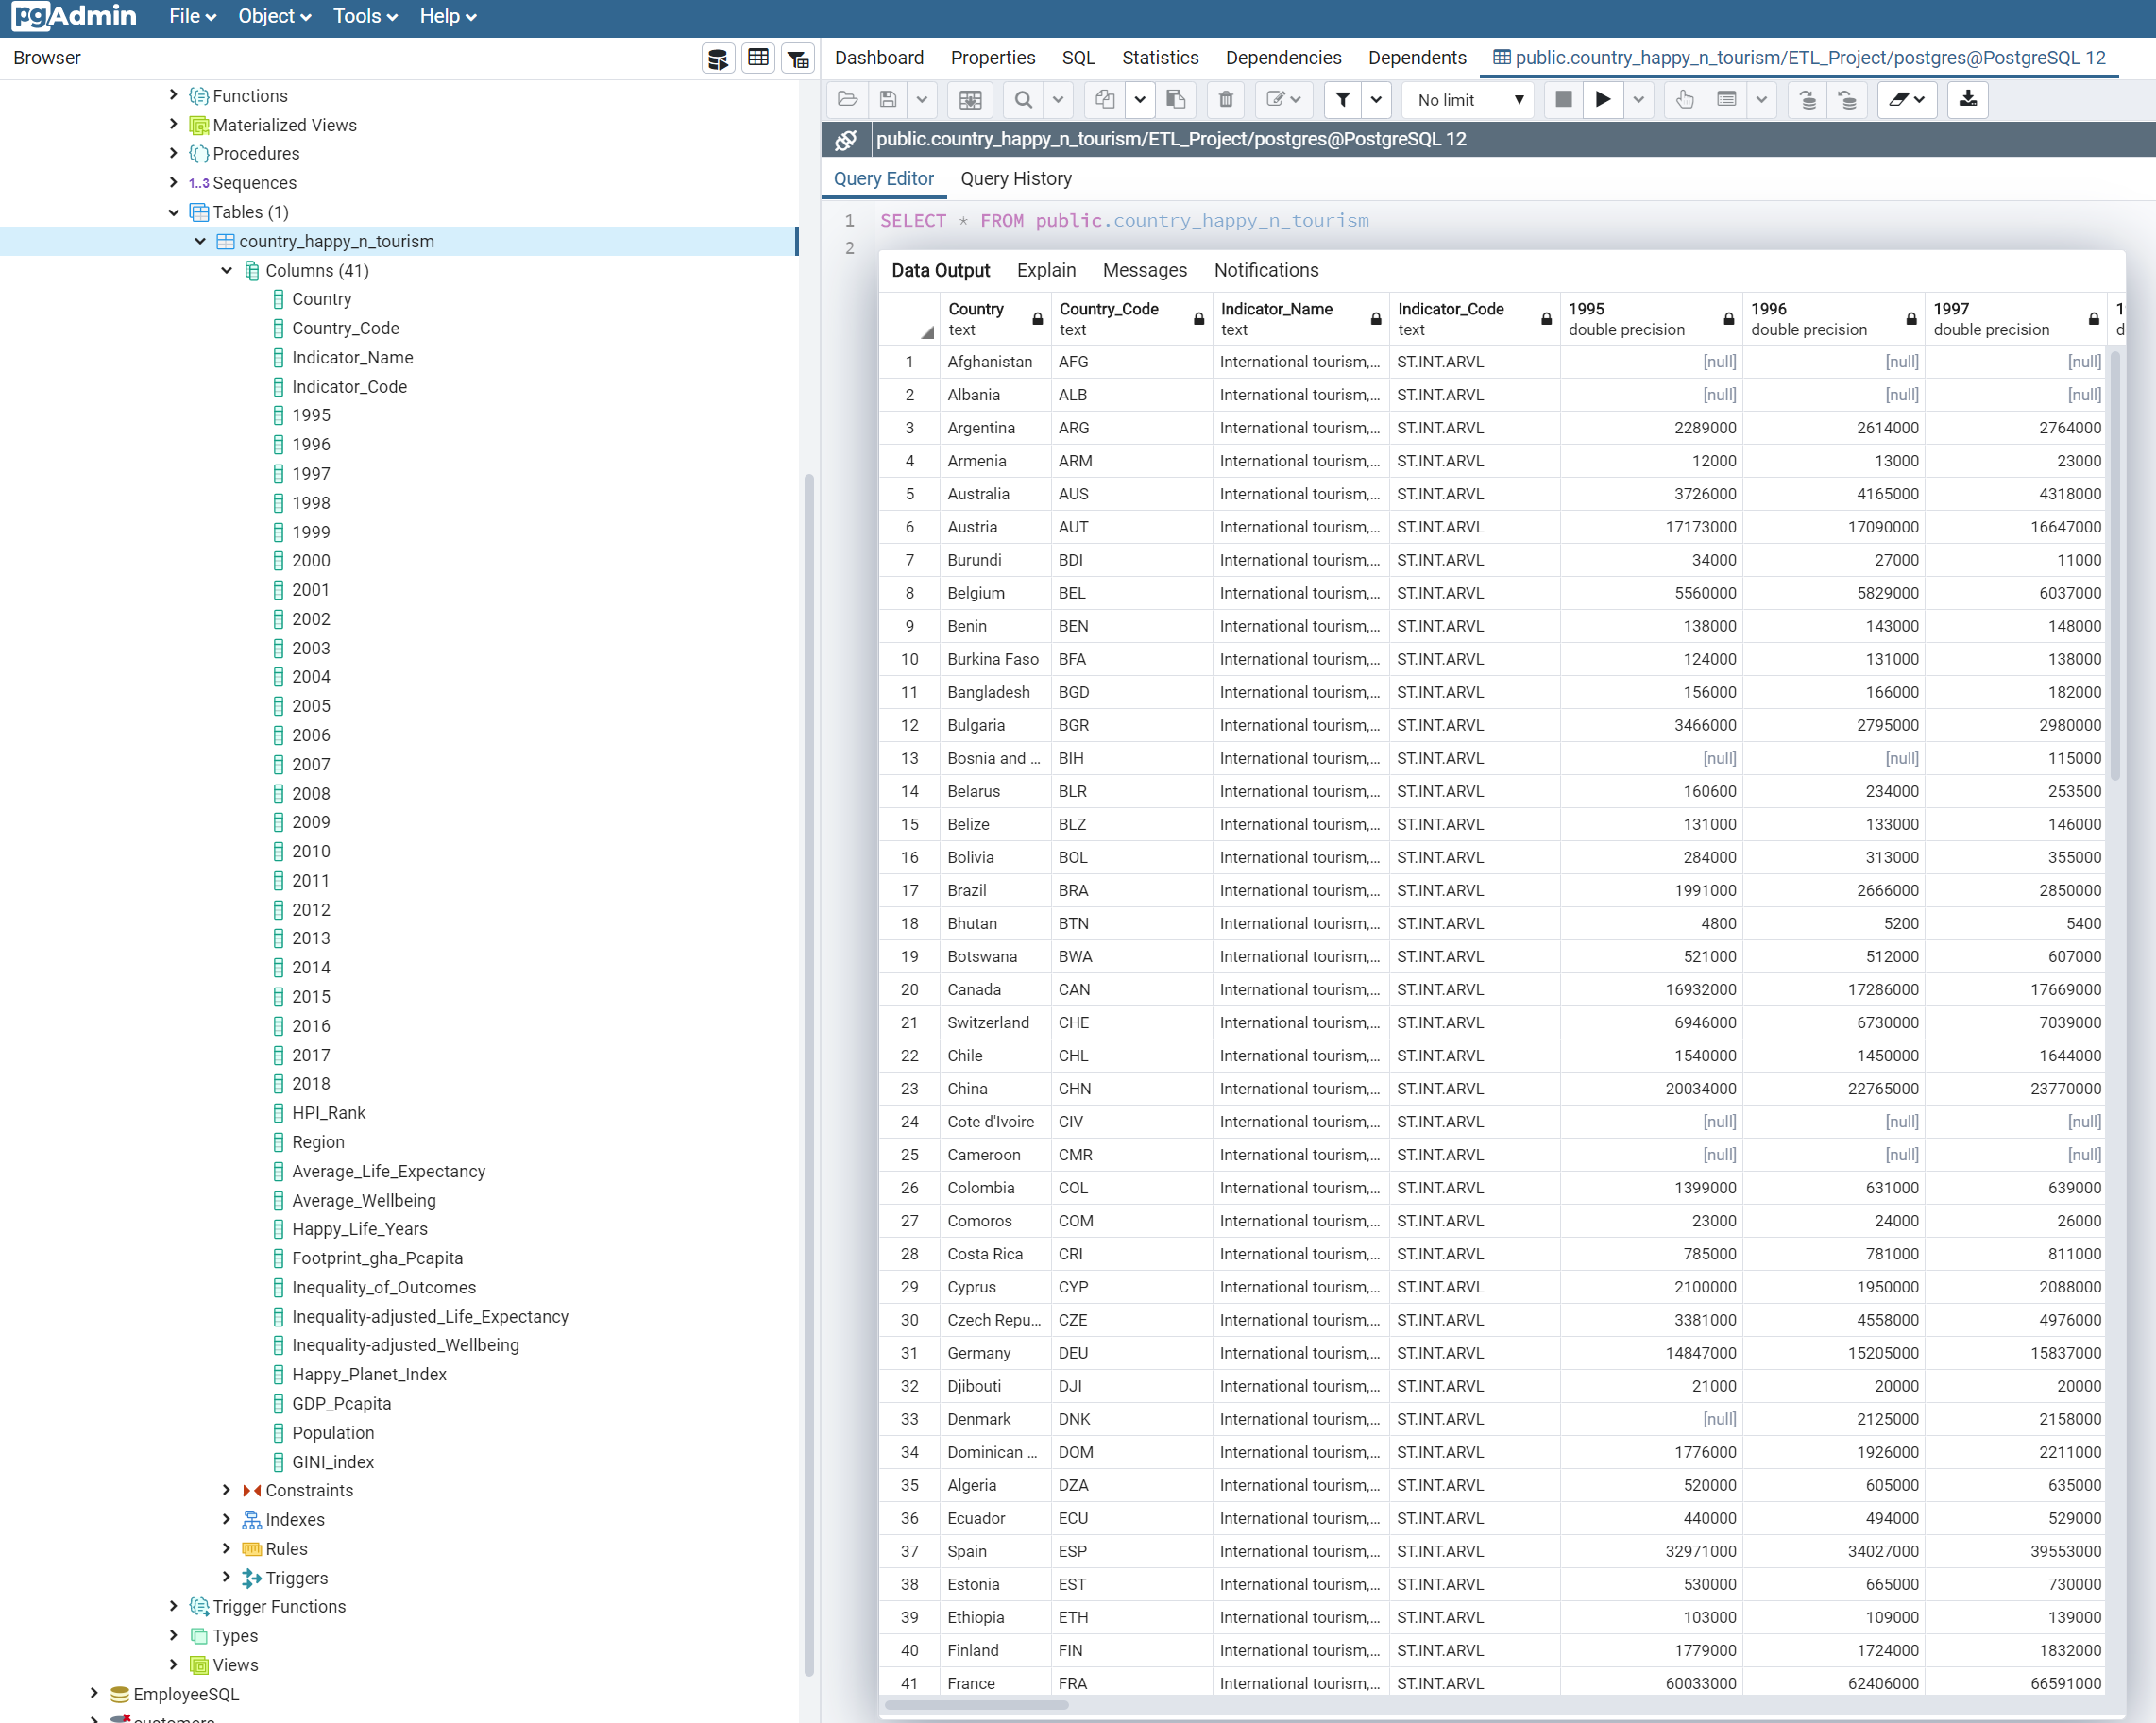 pgAdmin File Object Tools Help
Browser
Functions
Materialized Views
Procedures
1..3 Sequences
Tables (1)
country_happy_n_tourism
Columns (41)
Country
Country_Code
Indicator_Name
Indicator_Code
1995
1996
1997
1998
1999
2000
2001
2002
2003
2004
2005
2006
2007
2008
2009
2010
2011
2012
2013
2014
2015
2016
2017
2018
HPI_Rank
Region
Average_Life_Expectancy
Average_Wellbeing
Happy_Life_Years
Footprint_gha_Pcapita
Inequality_of_Outcomes
Inequality-adjusted_Life_Expectancy
Inequality-adjusted_Wellbeing
Happy_Planet_Index
GDP_Pcapita
Population
GINI_index
Constraints
Indexes
Rules
Triggers
Trigger Functions
Types
Views
EmployeeSQL
customers
Dashboard Properties SQL Statistics Dependencies Dependents public.country_happy_n_tourism/ETL_Project/postgres@PostgreSQL 12
No limit
public.country_happy_n_tourism/ETL_Project/postgres@PostgreSQL 12
Query Editor Query History
1 SELECT * FROM public.country_happy_n_tourism
2
Data Output Explain Messages Notifications
Country Country_Code Indicator_Name Indicator_Code 1995 1996 1997
text text text text double precision double precision double precision
1 Afghanistan AFG International tourism,... ST.INT.ARVL [null] [null] [null]
2 Albania ALB International tourism,... ST.INT.ARVL [null] [null] [null]
3 Argentina ARG International tourism,... ST.INT.ARVL 2289000 2614000 2764000
4 Armenia ARM International tourism,... ST.INT.ARVL 12000 13000 23000
5 Australia AUS International tourism,... ST.INT.ARVL 3726000 4165000 4318000
6 Austria AUT International tourism,... ST.INT.ARVL 17173000 17090000 16647000
7 Burundi BDI International tourism,... ST.INT.ARVL 34000 27000 11000
8 Belgium BEL International tourism,... ST.INT.ARVL 5560000 5829000 6037000
9 Benin BEN International tourism,... ST.INT.ARVL 138000 143000 148000
10 Burkina Faso BFA International tourism,... ST.INT.ARVL 124000 131000 138000
11 Bangladesh BGD International tourism,... ST.INT.ARVL 156000 166000 182000
12 Bulgaria BGR International tourism,... ST.INT.ARVL 3466000 2795000 2980000
13 Bosnia and ... BIH International tourism,... ST.INT.ARVL [null] [null] 115000
14 Belarus BLR International tourism,... ST.INT.ARVL 160600 234000 253500
15 Belize BLZ International tourism,... ST.INT.ARVL 131000 133000 146000
16 Bolivia BOL International tourism,... ST.INT.ARVL 284000 313000 355000
17 Brazil BRA International tourism,... ST.INT.ARVL 1991000 2666000 2850000
18 Bhutan BTN International tourism,... ST.INT.ARVL 4800 5200 5400
19 Botswana BWA International tourism,... ST.INT.ARVL 521000 512000 607000
20 Canada CAN International tourism,... ST.INT.ARVL 16932000 17286000 17669000
21 Switzerland CHE International tourism,... ST.INT.ARVL 6946000 6730000 7039000
22 Chile CHL International tourism,... ST.INT.ARVL 1540000 1450000 1644000
23 China CHN International tourism,... ST.INT.ARVL 20034000 22765000 23770000
24 Cote d'Ivoire CIV International tourism,... ST.INT.ARVL [null] [null] [null]
25 Cameroon CMR International tourism,... ST.INT.ARVL [null] [null] [null]
26 Colombia COL International tourism,... ST.INT.ARVL 1399000 631000 639000
27 Comoros COM International tourism,... ST.INT.ARVL 23000 24000 26000
28 Costa Rica CRI International tourism,... ST.INT.ARVL 785000 781000 811000
29 Cyprus CYP International tourism,... ST.INT.ARVL 2100000 1950000 2088000
30 Czech Repu... CZE International tourism,... ST.INT.ARVL 3381000 4558000 4976000
31 Germany DEU International tourism,... ST.INT.ARVL 14847000 15205000 15837000
32 Djibouti DJI International tourism,... ST.INT.ARVL 21000 20000 20000
33 Denmark DNK International tourism,... ST.INT.ARVL [null] 2125000 2158000
34 Dominican ... DOM International tourism,... ST.INT.ARVL 1776000 1926000 2211000
35 Algeria DZA International tourism,... ST.INT.ARVL 520000 605000 635000
36 Ecuador ECU International tourism,... ST.INT.ARVL 440000 494000 529000
37 Spain ESP International tourism,... ST.INT.ARVL 32971000 34027000 39553000
38 Estonia EST International tourism,... ST.INT.ARVL 530000 665000 730000
39 Ethiopia ETH International tourism,... ST.INT.ARVL 103000 109000 139000
40 Finland FIN International tourism,... ST.INT.ARVL 1779000 1724000 1832000
41 France FRA International tourism,... ST.INT.ARVL 60033000 62406000 66591000